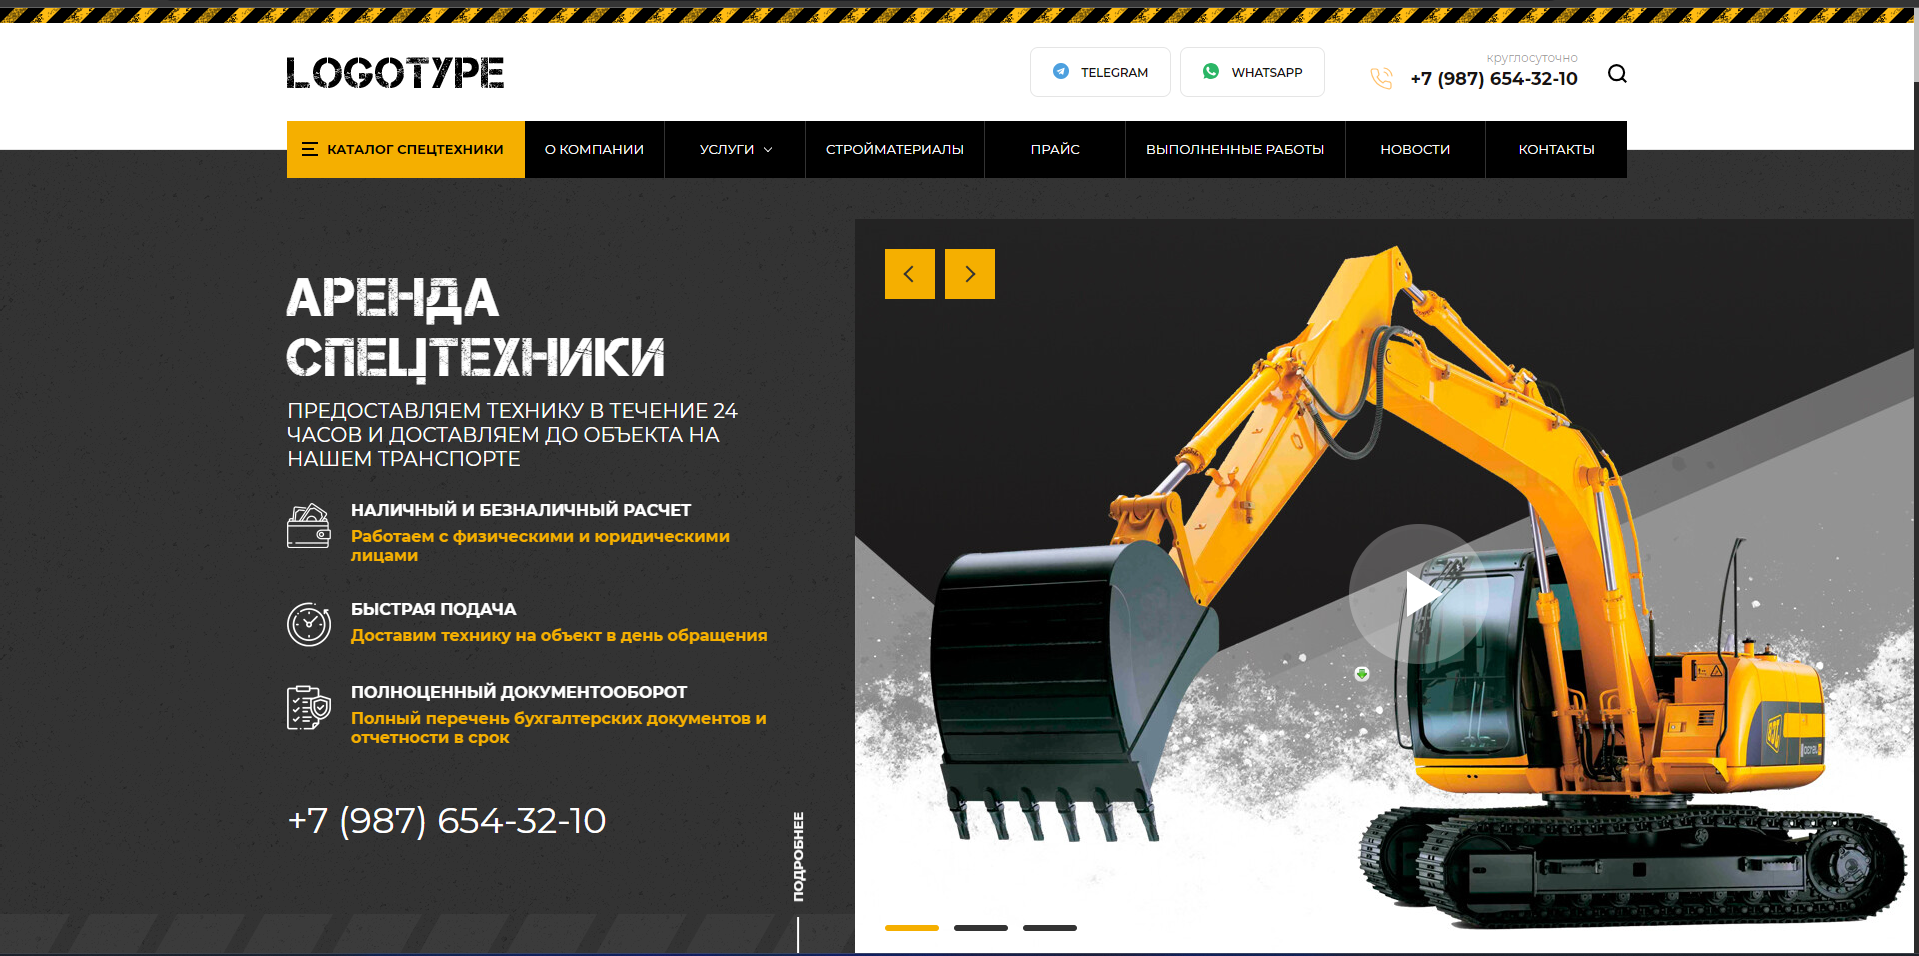 LOGOTYPE
TELEGRAM
WHATSAPP
круглосуточно
+7 (987) 654-32-10
КАТАЛОГ СПЕЦТЕХНИКИ
О КОМПАНИИ
УСЛУГИ
СТРОЙМАТЕРИАЛЫ
ПРАЙС
ВЫПОЛНЕННЫЕ РАБОТЫ
НОВОСТИ
КОНТАКТЫ
АРЕНДА
СПЕЦТЕХНИКИ
ПРЕДОСТАВЛЯЕМ ТЕХНИКУ В ТЕЧЕНИЕ 24
ЧАСОВ И ДОСТАВЛЯЕМ ДО ОБЪЕКТА НА
НАШЕМ ТРАНСПОРТЕ
НАЛИЧНЫЙ И БЕЗНАЛИЧНЫЙ РАСЧЕТ
Работаем с физическими и юридическими
лицами
БЫСТРАЯ ПОДАЧА
Доставим технику на объект в день обращения
ПОЛНОЦЕННЫЙ ДОКУМЕНТООБОРОТ
Полный перечень бухгалтерских документов и
отчетности в срок
+7 (987) 654-32-10
ПОДРОБНЕЕ
JCB